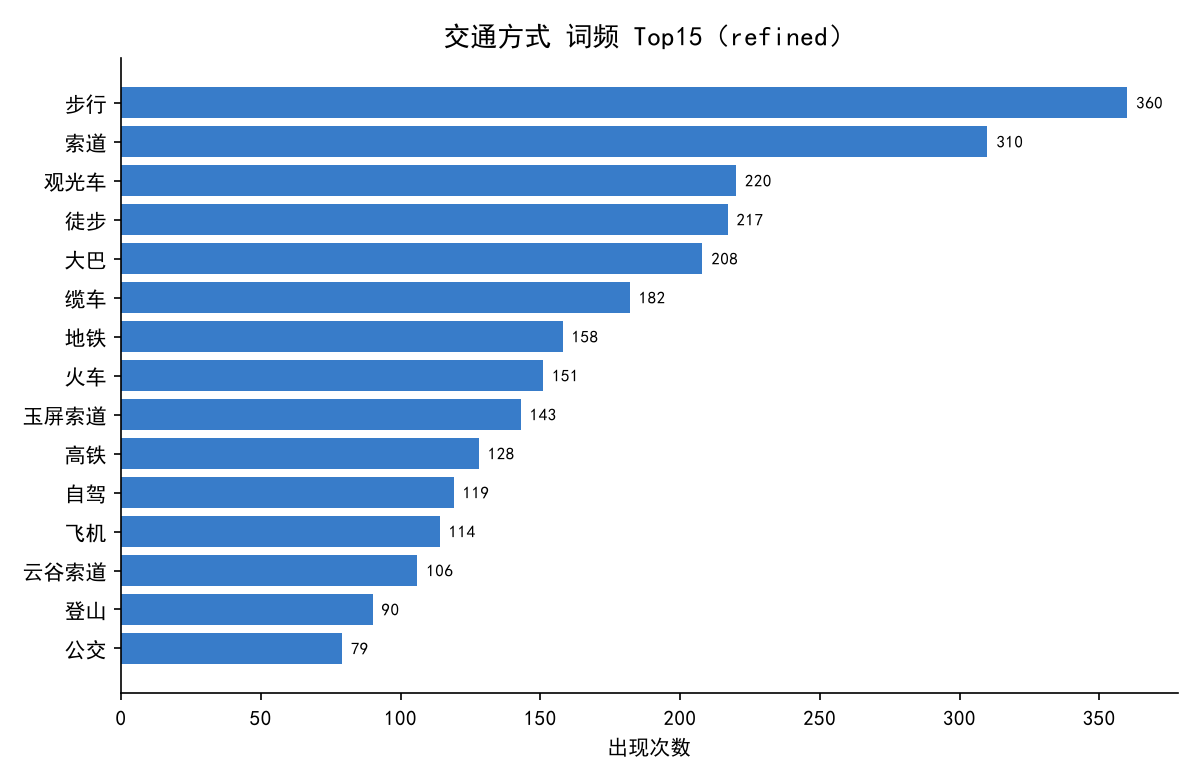 交通方式 词频 Top15（refined）
步行 360
索道 310
观光车 220
徒步 217
大巴 208
缆车 182
地铁 158
火车 151
玉屏索道 143
高铁 128
自驾 119
飞机 114
云谷索道 106
登山 90
公交 79
0 50 100 150 200 250 300 350
出现次数